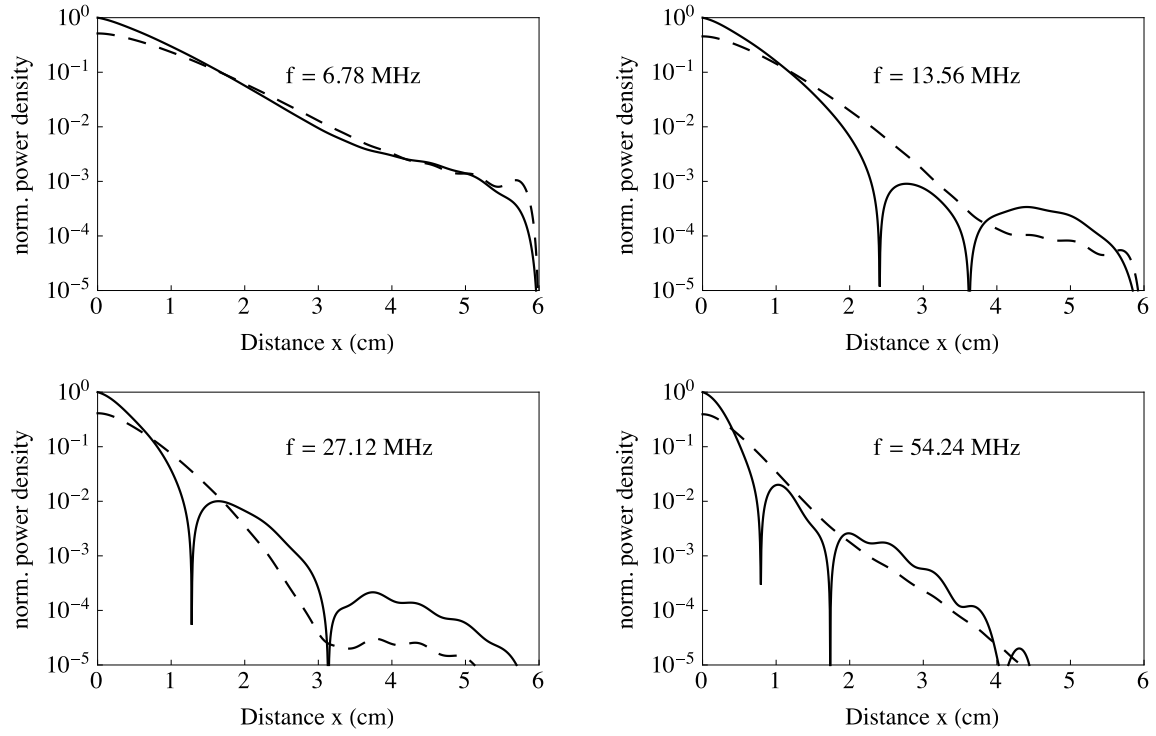 norm. power density
10^0
10^-1
10^-2
10^-3
10^-4
10^-5
f = 6.78 MHz
0 1 2 3 4 5 6
Distance x (cm)
norm. power density
10^0
10^-1
10^-2
10^-3
10^-4
10^-5
f = 13.56 MHz
0 1 2 3 4 5 6
Distance x (cm)
norm. power density
10^0
10^-1
10^-2
10^-3
10^-4
10^-5
f = 27.12 MHz
0 1 2 3 4 5 6
Distance x (cm)
norm. power density
10^0
10^-1
10^-2
10^-3
10^-4
10^-5
f = 54.24 MHz
0 1 2 3 4 5 6
Distance x (cm)